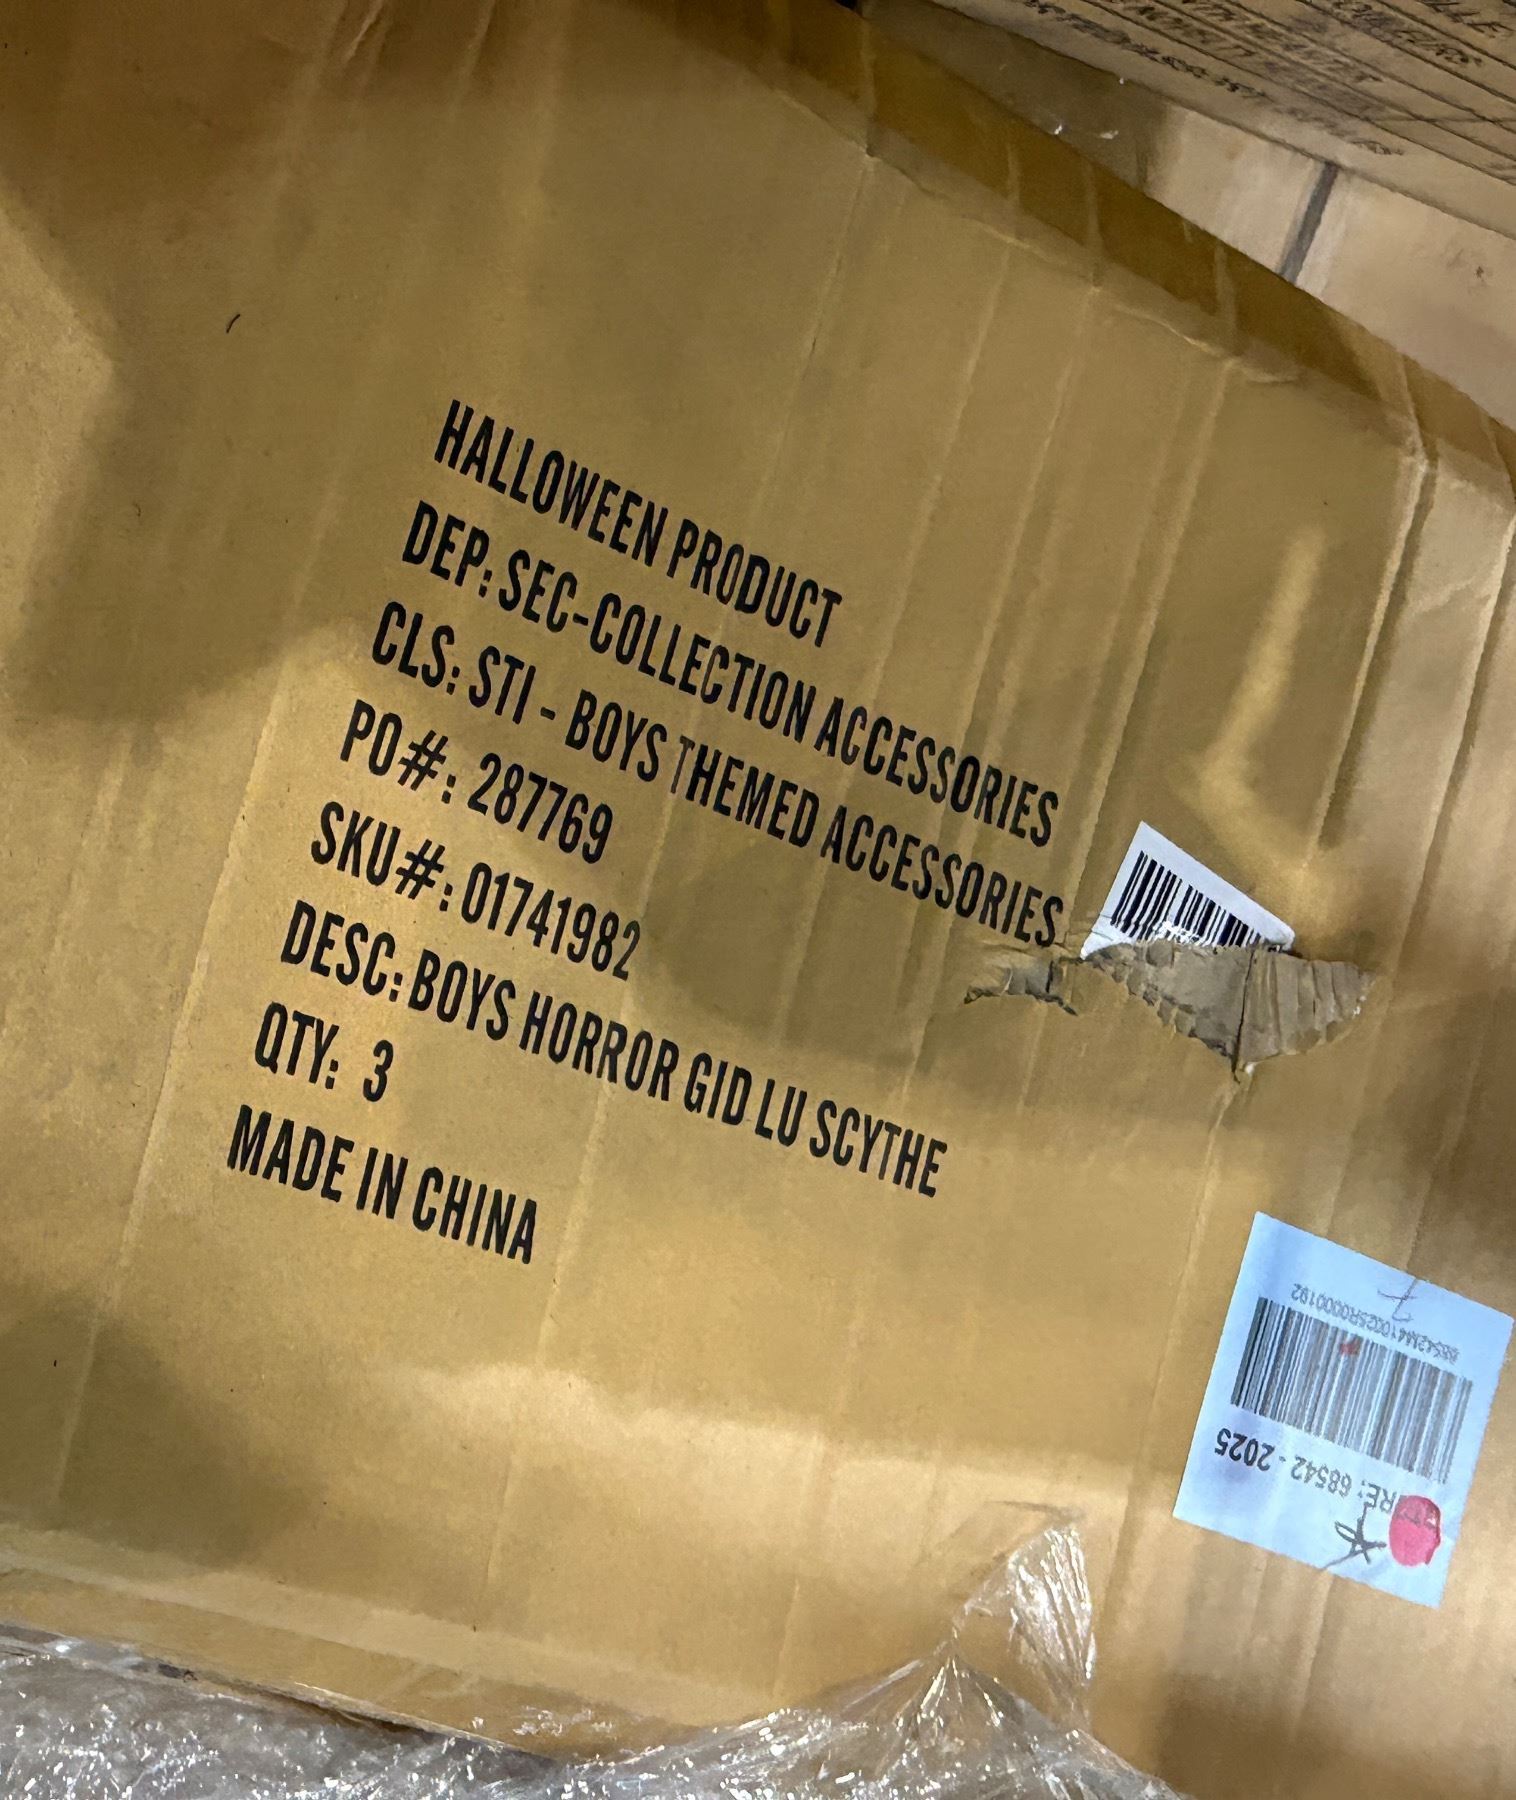 HALLOWEEN PRODUCT
DEP: SEC-COLLECTION ACCESSORIES
CLS: STI - BOYS THEMED ACCESSORIES
PO#: 287769
SKU#: 01741982
DESC: BOYS HORROR GID LU SCYTHE
QTY: 3
MADE IN CHINA
RE: 68542 - 2025